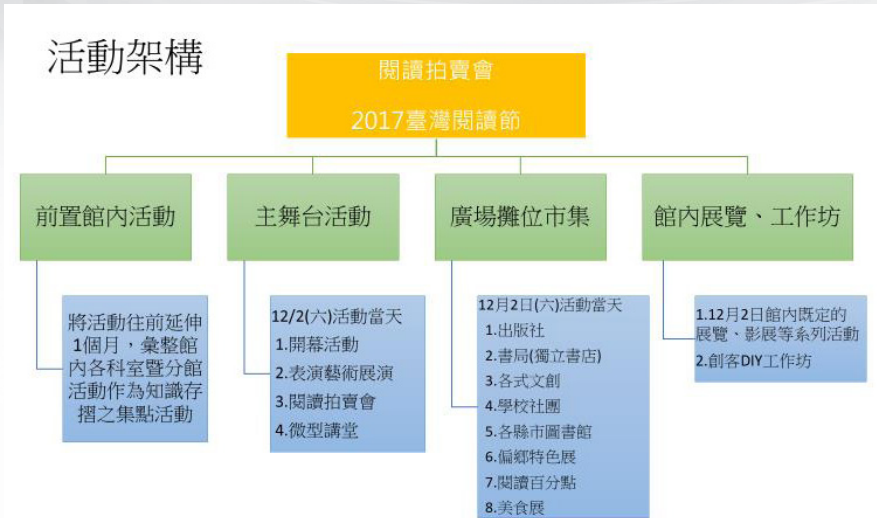 活動架構
閱讀拍賣會
2017臺灣閱讀節
前置館內活動
主舞台活動
廣場攤位市集
館內展覽、工作坊
將活動往前延伸
1個月，彙整館
內各科室暨分館
活動作為知識存
摺之集點活動
12/2(六)活動當天
1.開幕活動
2.表演藝術展演
3.閱讀拍賣會
4.微型講堂
12月2日(六)活動當天
1.出版社
2.書局(獨立書店)
3.各式文創
4.學校社團
5.各縣市圖書館
6.偏鄉特色展
7.閱讀百分點
8.美食展
1.12月2日館內既定的
展覽、影展等系列活動
2.創客DIY工作坊